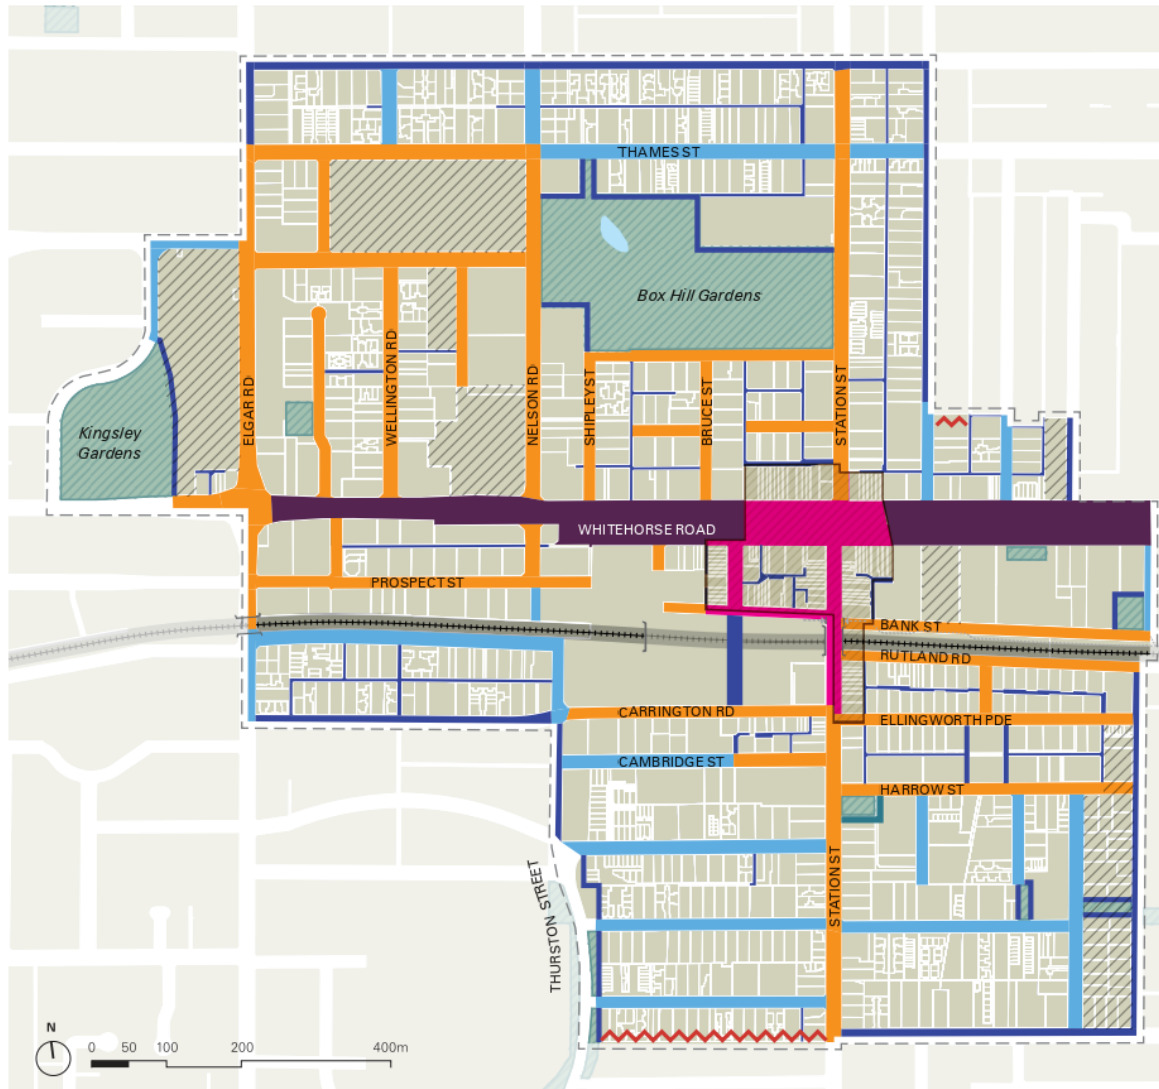 THAMES ST
Box Hill Gardens
ELGAR RD
WELLINGTON RD
NELSON RD
SHIPLEY ST
BRUCE ST
STATION ST
Kingsley
Gardens
WHITEHORSE ROAD
PROSPECT ST
BANK ST
RUTLAND RD
CARRINGTON RD
ELLINGWORTH PDE
CAMBRIDGE ST
HARROW ST
STATION ST
THURSTON STREET
N
0 50 100 200 400m